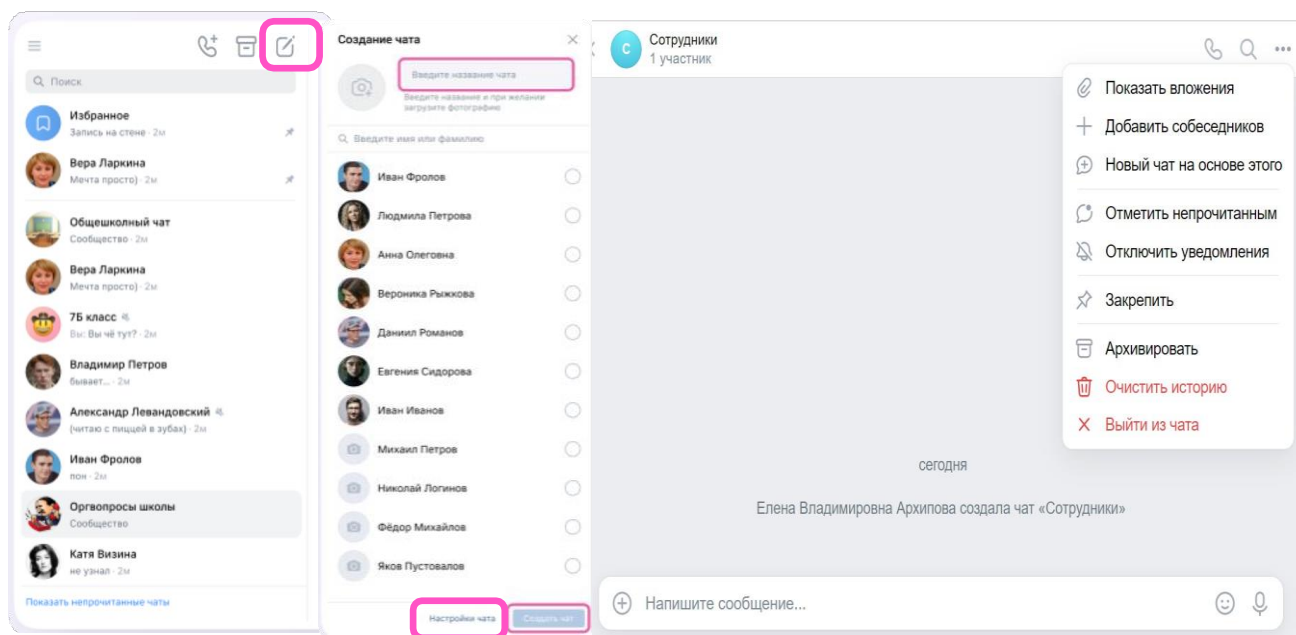 Поиск
Избранное
Запись на стене · 2м
Вера Ларкина
Мечта просто) · 2м
Общешкольный чат
Сообщество · 2м
Вера Ларкина
Мечта просто) · 2м
7Б класс
Вы: Вы чё тут? · 2м
Владимир Петров
бывает... · 2м
Александр Левандовский
(читаю с пиццей в зубах) · 2м
Иван Фролов
пон · 2м
Оргвопросы школы
Сообщество
Катя Визина
не узнал · 2м
Показать непрочитанные чаты
Создание чата
Введите название чата
Введите название и при желании
загрузите фотографию
Введите имя или фамилию
Иван Фролов
Людмила Петрова
Анна Олеговна
Вероника Рыжкова
Даниил Романов
Евгения Сидорова
Иван Иванов
Михаил Петров
Николай Логинов
Фёдор Михайлов
Яков Пустовалов
Настройки чата
Создать чат
С
Сотрудники
1 участник
Показать вложения
Добавить собеседников
Новый чат на основе этого
Отметить непрочитанным
Отключить уведомления
Закрепить
Архивировать
Очистить историю
Выйти из чата
сегодня
Елена Владимировна Архипова создала чат «Сотрудники»
Напишите сообщение...